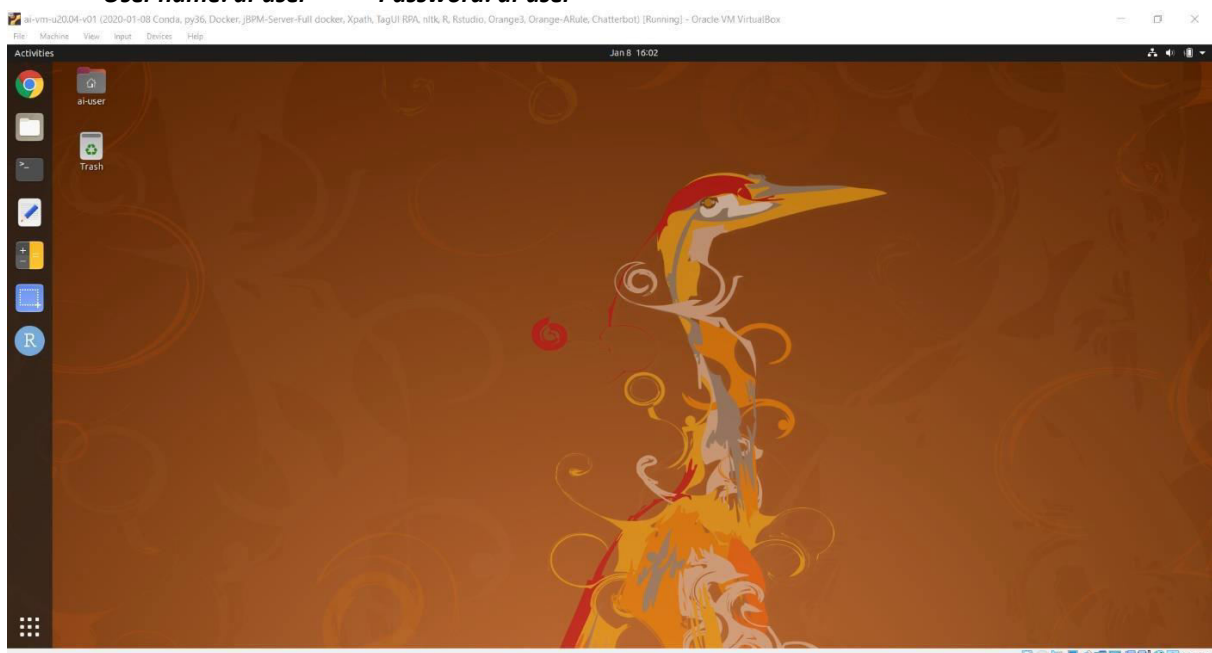 User name: ai-user Password: ai-user
ai-vm-u20.04-v01 (2020-01-08 Conda, py36, Docker, jBPM-Server-Full docker, Xpath, TagUI RPA, nltk, R, Rstudio, Orange3, Orange-ARule, Chatterbot) [Running] - Oracle VM VirtualBox
File Machine View Input Devices Help
Activities
Jan 8 16:02
ai-user
Trash
R